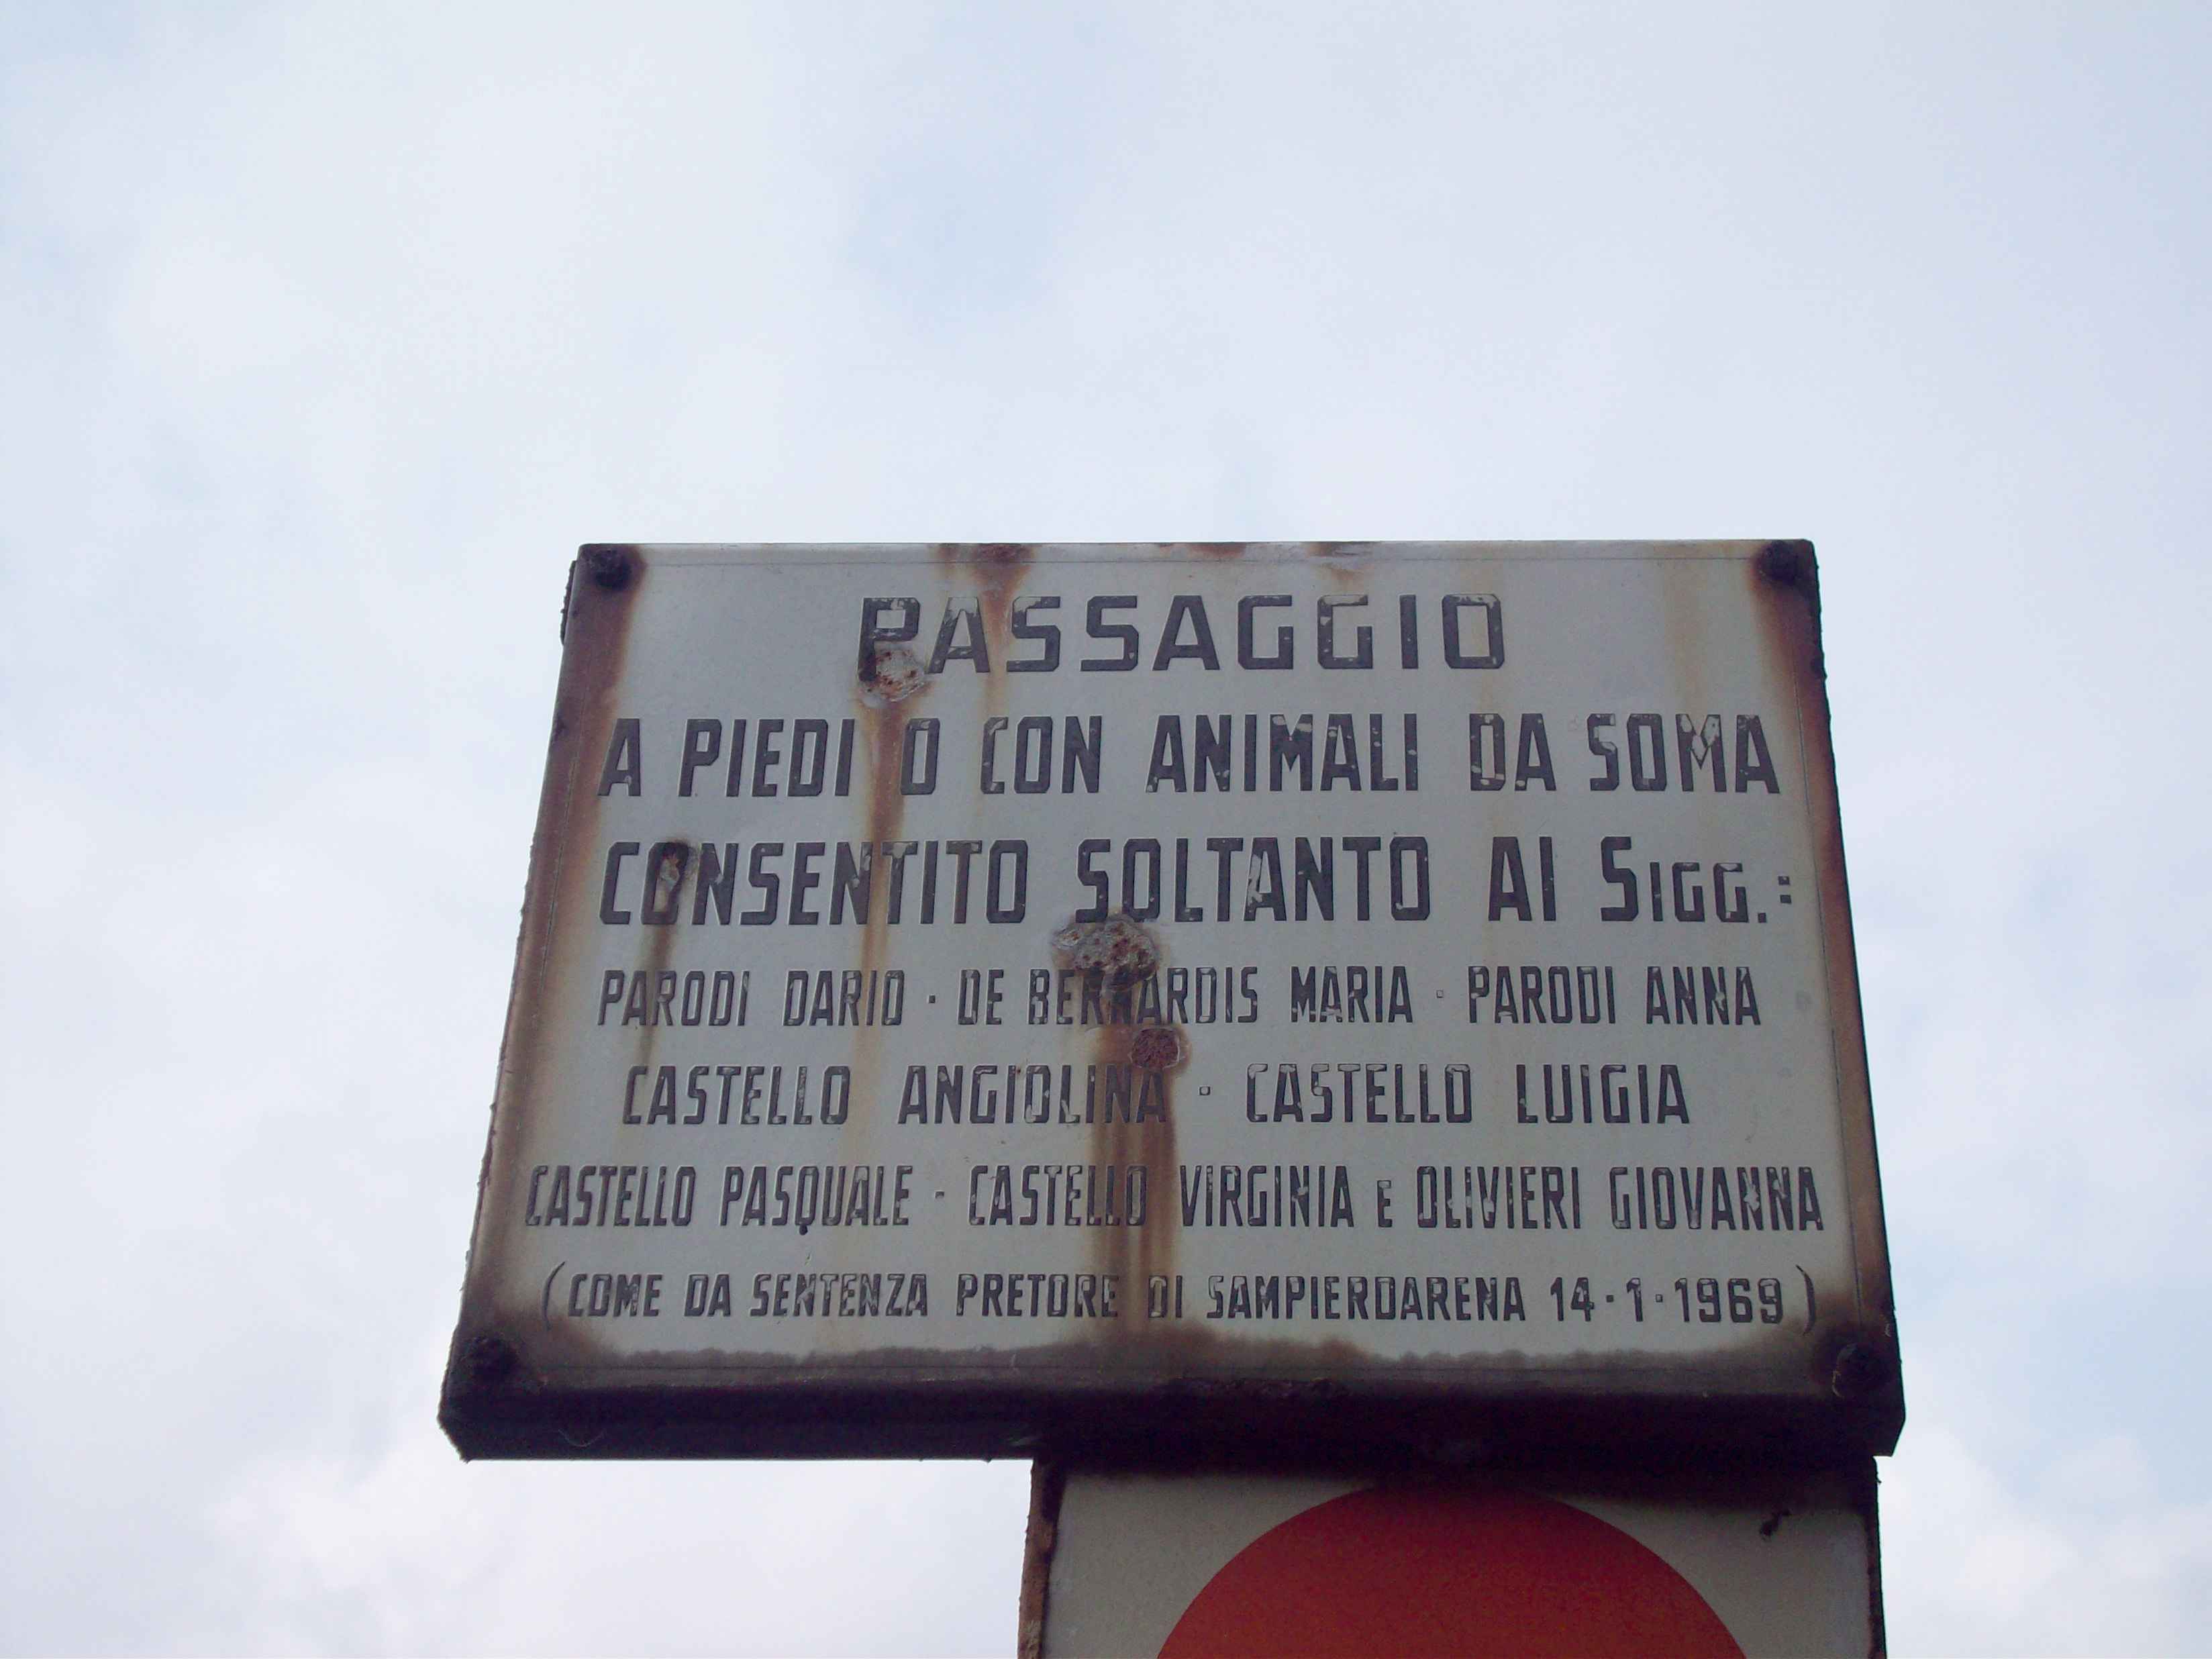 PASSAGGIO
A PIEDI O CON ANIMALI DA SOMA
CONSENTITO SOLTANTO AI SIGG.:
PARODI DARIO - DE BERNARDIS MARIA - PARODI ANNA
CASTELLO ANGIOLINA - CASTELLO LUIGIA
CASTELLO PASQUALE - CASTELLO VIRGINIA E OLIVIERI GIOVANNA
(COME DA SENTENZA PRETORE DI SAMPIERDARENA 14-1-1969)